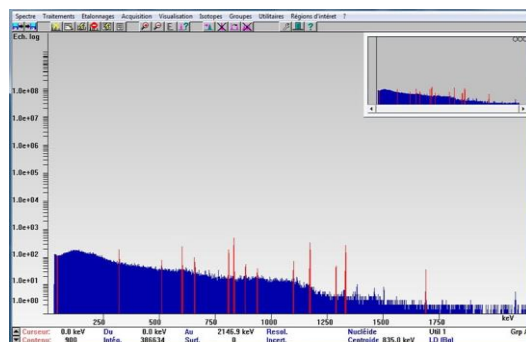 Spectre Traitements Etalonnages Acquisition Visualisation Isotopes Groupes Utilitaires Régions d'intéret ?
Ech. log
1.0e+08
1.0e+07
1.0e+06
1.0e+05
1.0e+04
1.0e+03
1.0e+02
1.0e+01
1.0e+00
250 500 750 1000 1250 1500 1750 keV
Curseur: 0.0 keV Du 0.0 keV Au 2146.9 keV Resol. Nucléide Util 1 Grp
Contenu: 900 Intég. 386634 Surf. 0 Incert. Centroide 835.0 keV LD (Bq)